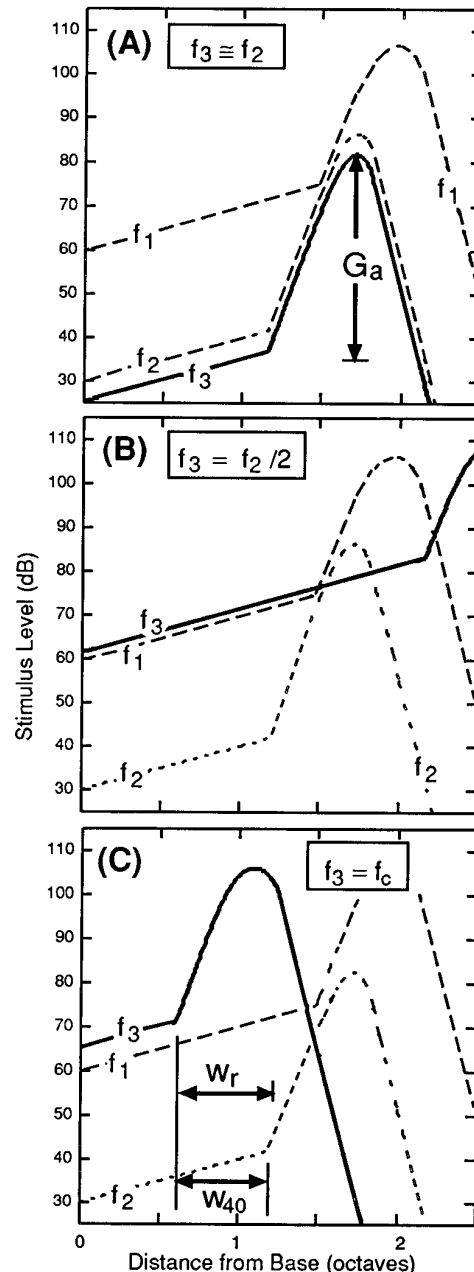 (A)
f3 ≅ f2
110
100
90
80
70
60
50
40
30
f1
f1
f2
f3
Ga
(B)
f3 = f2 /2
110
100
90
80
70
60
50
40
30
Stimulus Level (dB)
f3
f1
f2
f2
(C)
f3 = fc
110
100
90
80
70
60
50
40
30
f3
f1
f2
wr
w40
0
1
2
Distance from Base (octaves)